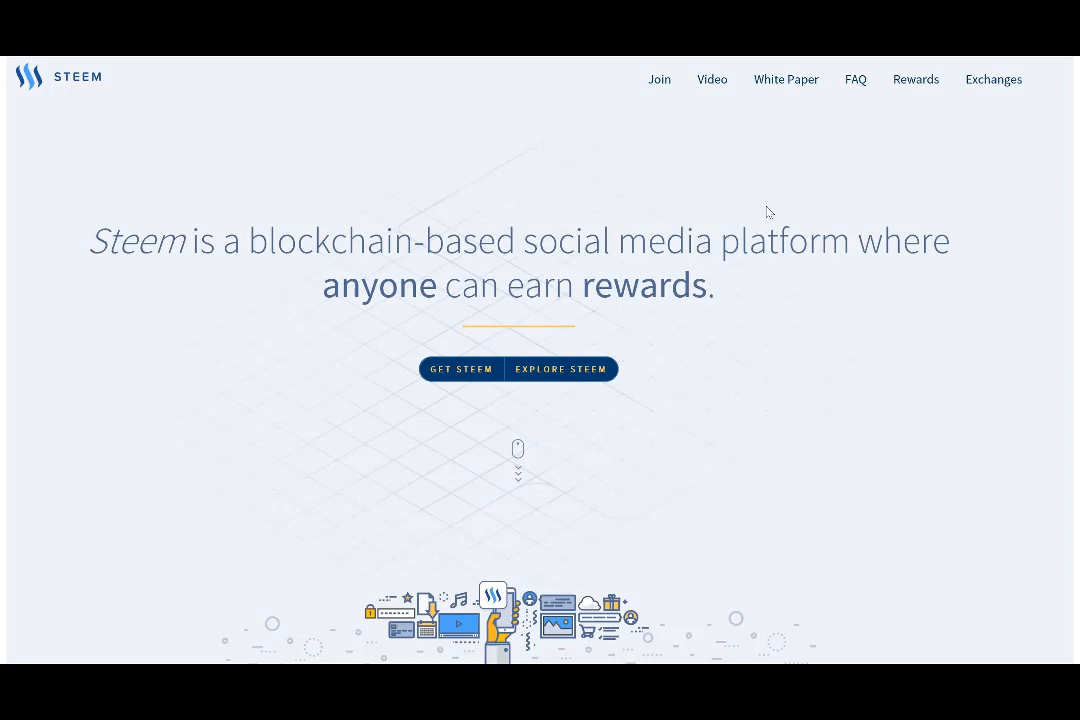 STEEM
Join Video White Paper FAQ Rewards Exchanges
Steem is a blockchain-based social media platform where
anyone can earn rewards.
GET STEEM EXPLORE STEEM